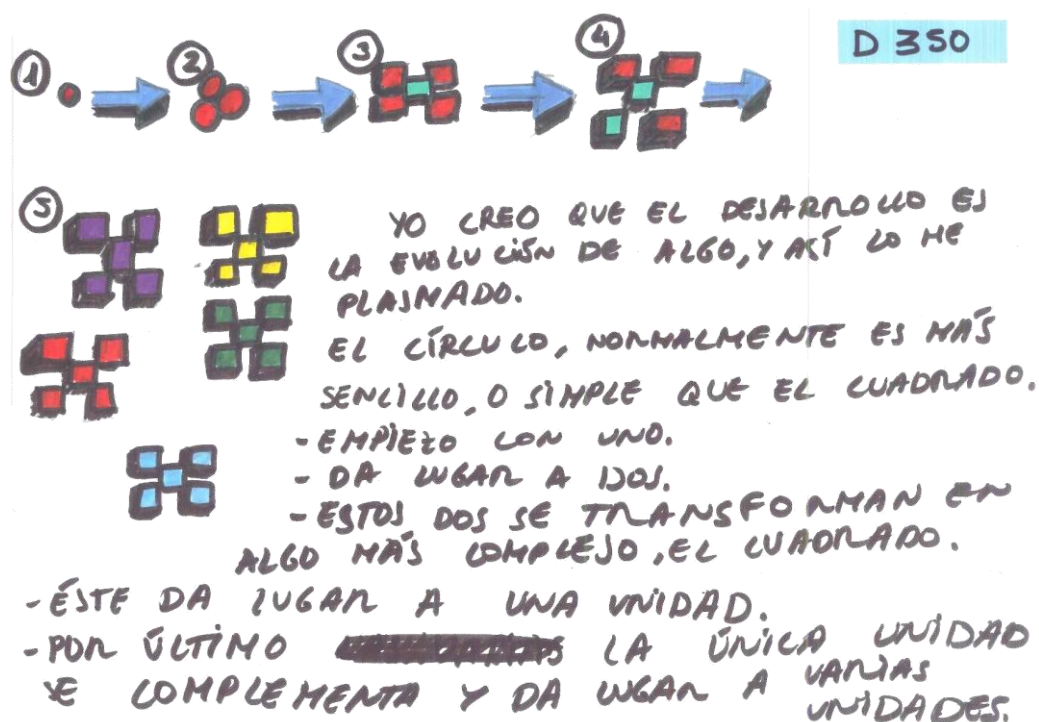 1 2 3 4 D 350
5
YO CREO QUE EL DESARROLLO ES
LA EVOLUCIÓN DE ALGO, Y ASÍ LO HE
PLASMADO.
EL CÍRCULO, NORMALMENTE ES MÁS
SENCILLO, O SIMPLE QUE EL CUADRADO.
- EMPIEZO CON UNO.
- DA LUGAR A DOS.
- ESTOS DOS SE TRANSFORMAN EN
ALGO MÁS COMPLEJO, EL CUADRADO.
- ÉSTE DA LUGAR A UNA UNIDAD.
- POR ÚLTIMO LA ÚNICA UNIDAD
SE COMPLEMENTA Y DA LUGAR A VARIAS
UNIDADES.